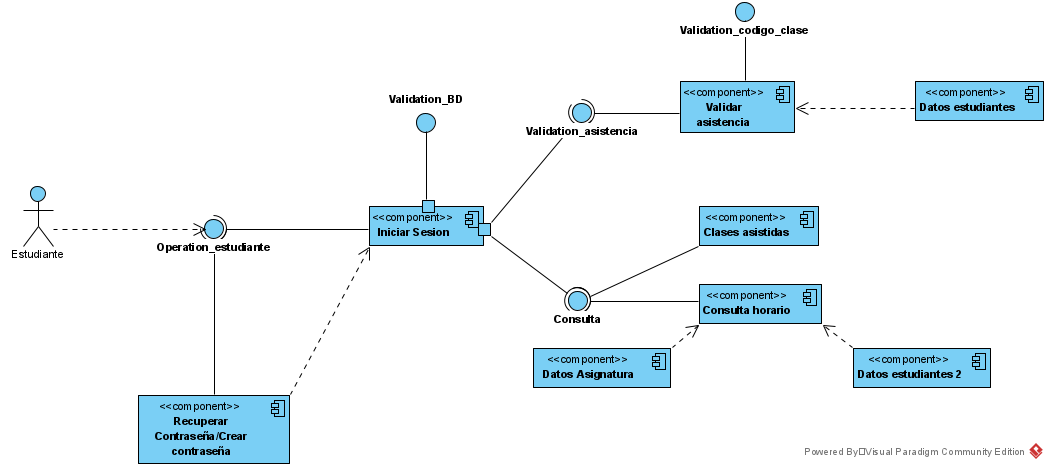 Validation_codigo_clase
<<component>>
Validar
asistencia
<<component>>
Datos estudiantes
Validation_BD
Validation_asistencia
Estudiante
Operation_estudiante
<<component>>
Iniciar Sesion
<<component>>
Clases asistidas
Consulta
<<component>>
Consulta horario
<<component>>
Datos Asignatura
<<component>>
Datos estudiantes 2
<<component>>
Recuperar
Contraseña/Crear
contraseña
Powered By Visual Paradigm Community Edition